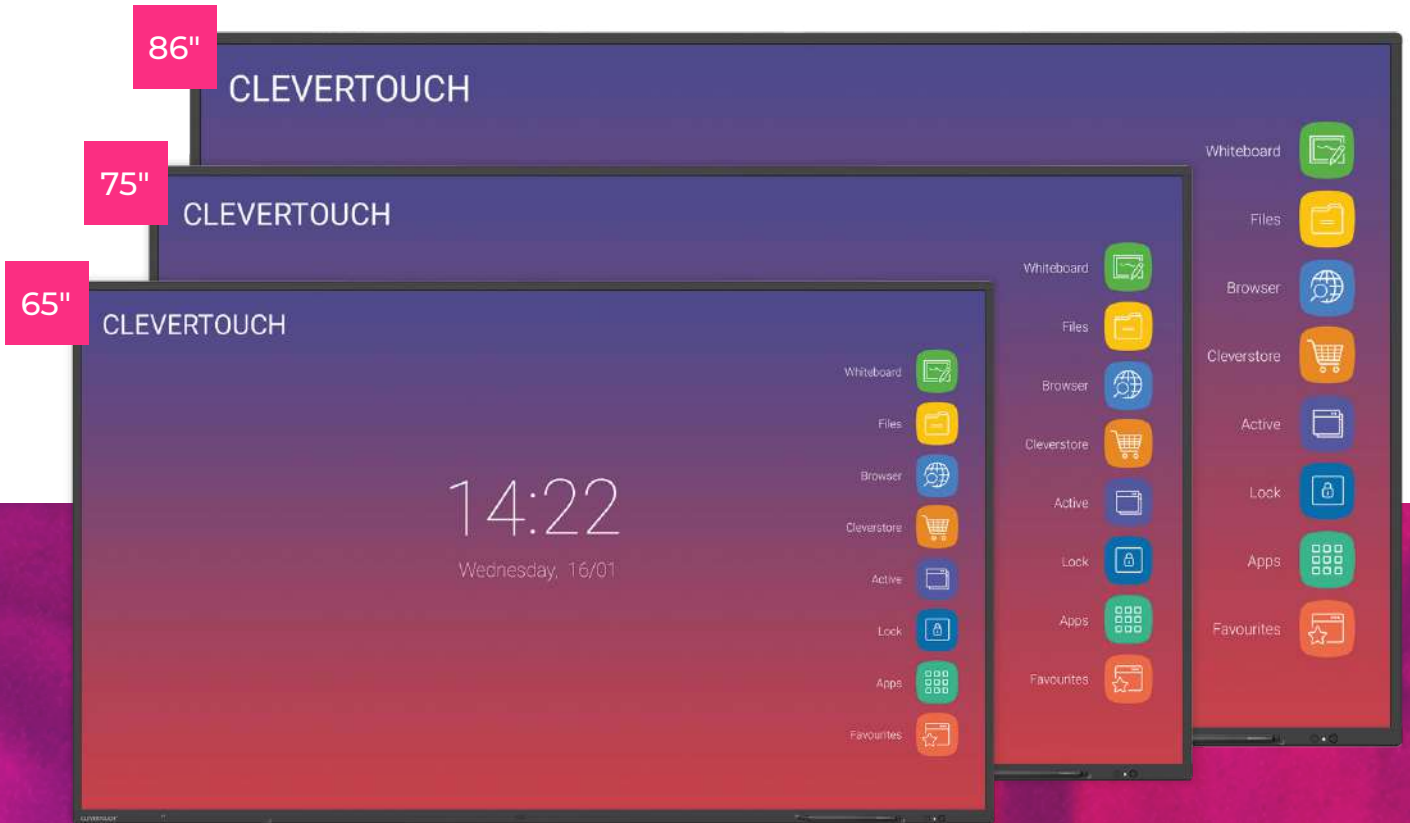 86"
CLEVERTOUCH
Whiteboard
Files
Browser
Cleverstore
Active
Lock
Apps
Favourites
75"
CLEVERTOUCH
Whiteboard
Files
Browser
Cleverstore
Active
Lock
Apps
Favourites
65"
CLEVERTOUCH
14:22
Wednesday, 16/01
Whiteboard
Files
Browser
Cleverstore
Active
Lock
Apps
Favourites
CLEVERTOUCH